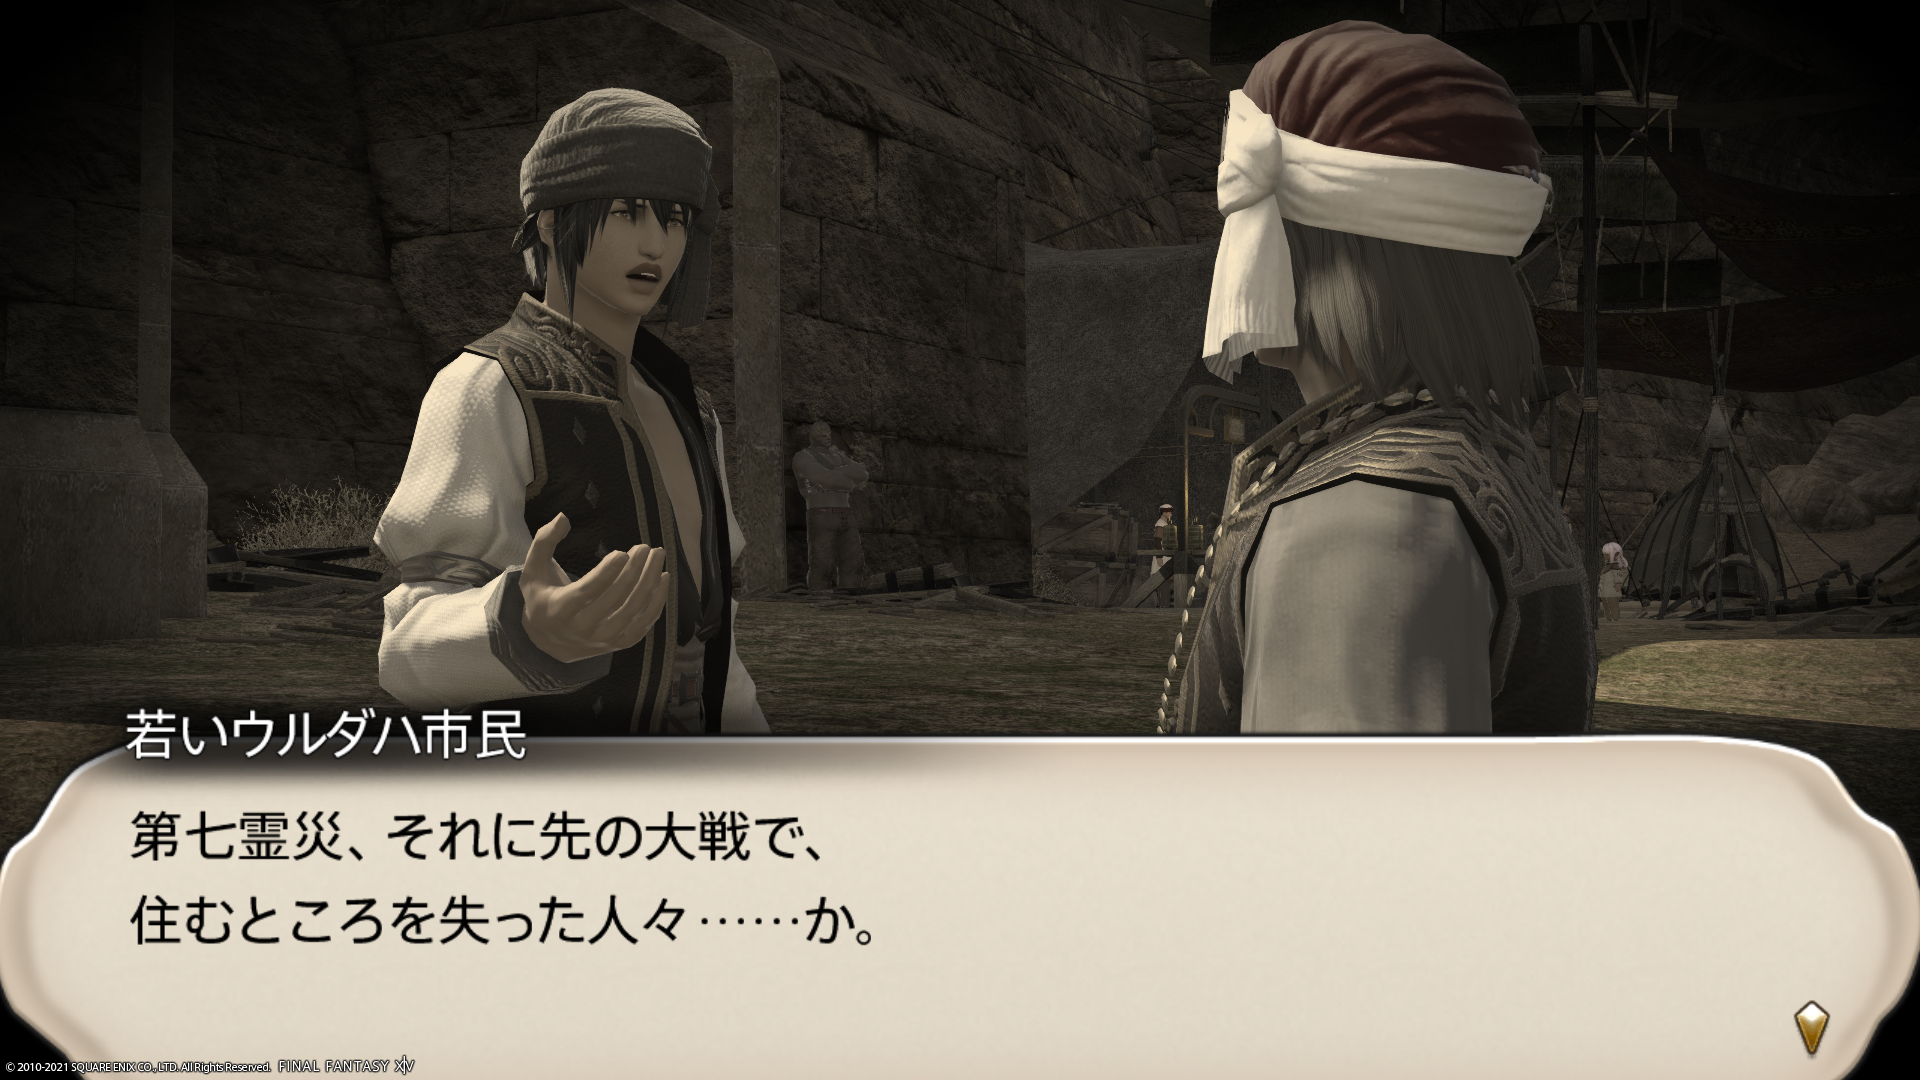 若いウルダハ市民
第七霊災、それに先の大戦で、
住むところを失った人々……か。
© 2010-2021 SQUARE ENIX CO., LTD. All Rights Reserved. FINAL FANTASY XIV